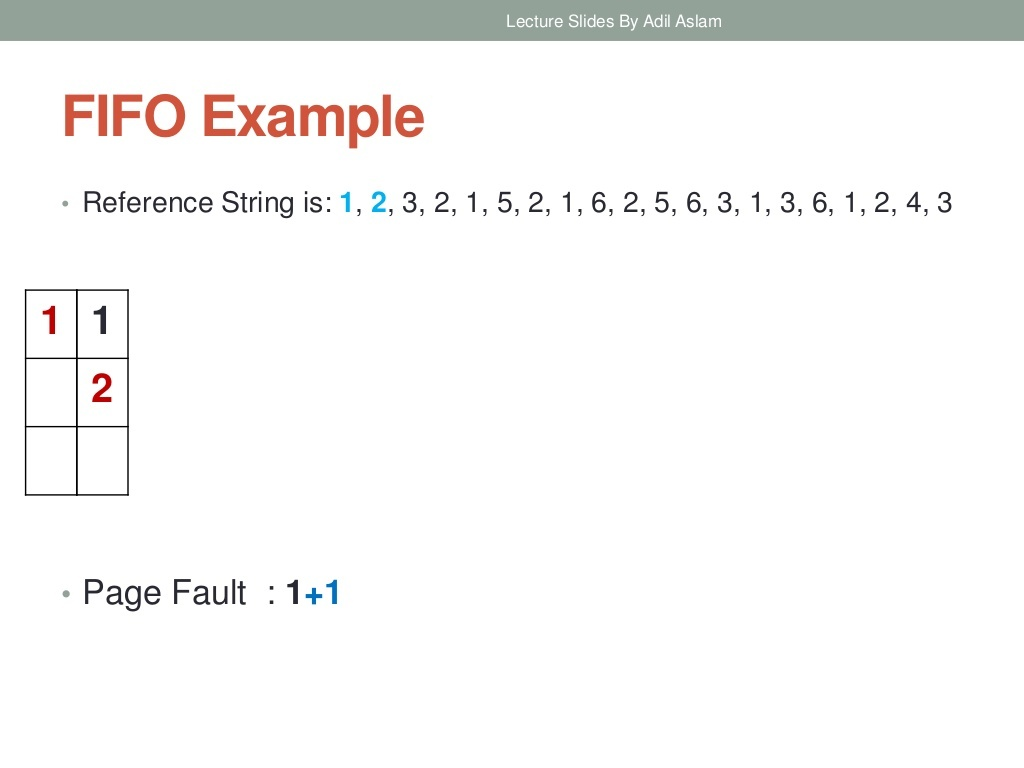 Lecture Slides By Adil Aslam
FIFO Example
• Reference String is: 1, 2, 3, 2, 1, 5, 2, 1, 6, 2, 5, 6, 3, 1, 3, 6, 1, 2, 4, 3
1 1
2
• Page Fault : 1+1